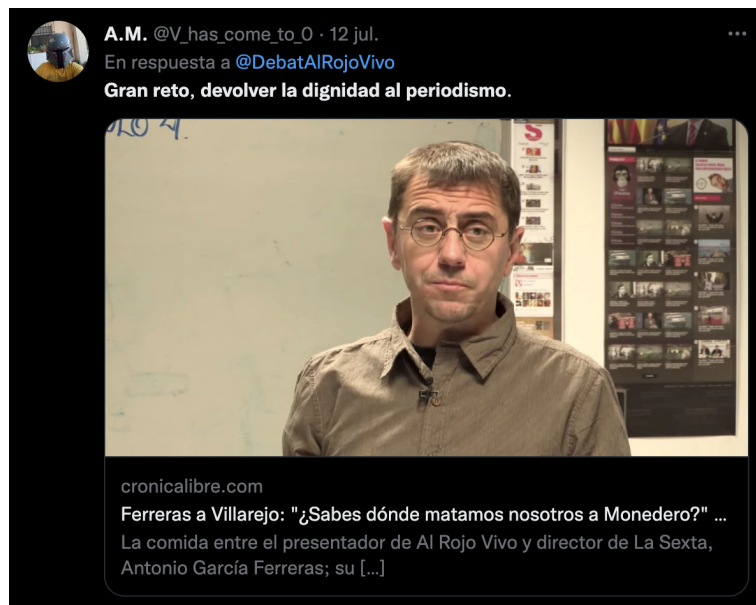 A.M. @V_has_come_to_0 · 12 jul.
En respuesta a @DebatAlRojoVivo
Gran reto, devolver la dignidad al periodismo.
S
cronicalibre.com
Ferreras a Villarejo: "¿Sabes dónde matamos nosotros a Monedero?" ...
La comida entre el presentador de Al Rojo Vivo y director de La Sexta,
Antonio García Ferreras; su [...]